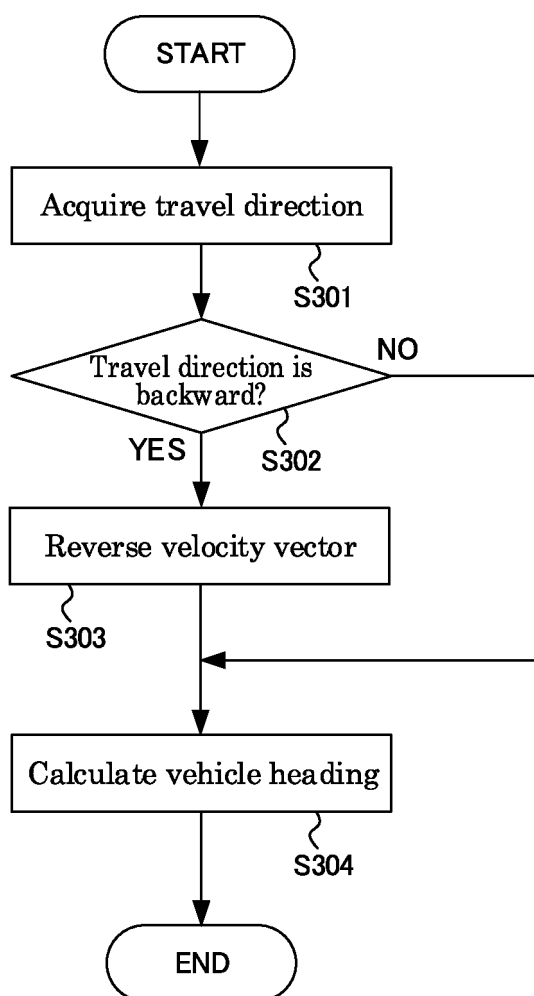 START
Acquire travel direction
S301
Travel direction is
backward?
NO
S302
YES
Reverse velocity vector
S303
Calculate vehicle heading
S304
END